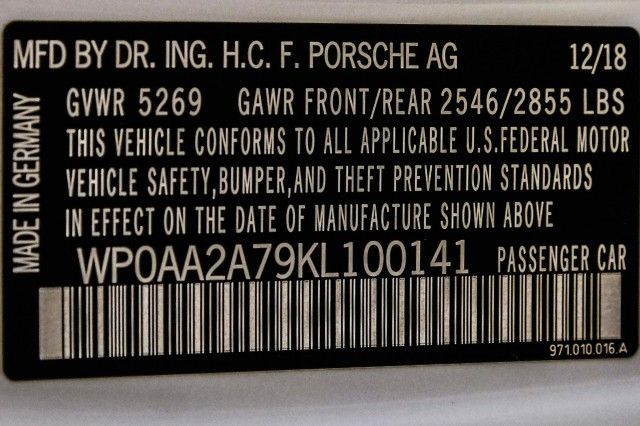 MFD BY DR. ING. H.C. F. PORSCHE AG 12/18
GVWR 5269 GAWR FRONT/REAR 2546/2855 LBS
THIS VEHICLE CONFORMS TO ALL APPLICABLE U.S.FEDERAL MOTOR
VEHICLE SAFETY,BUMPER,AND THEFT PREVENTION STANDARDS
IN EFFECT ON THE DATE OF MANUFACTURE SHOWN ABOVE
WP0AA2A79KL100141 PASSENGER CAR
971.010.016.A
MADE IN GERMANY